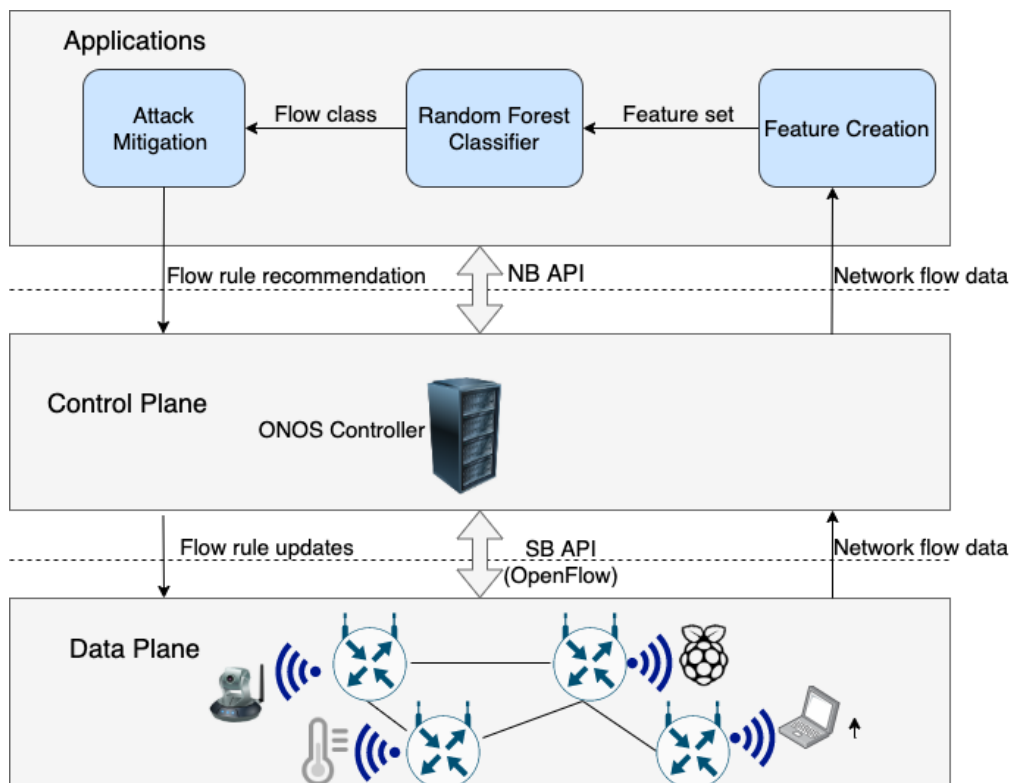 Applications
Attack
Mitigation
Flow class
Random Forest
Classifier
Feature set
Feature Creation
Flow rule recommendation
NB API
Network flow data
Control Plane
ONOS Controller
Flow rule updates
SB API
(OpenFlow)
Network flow data
Data Plane